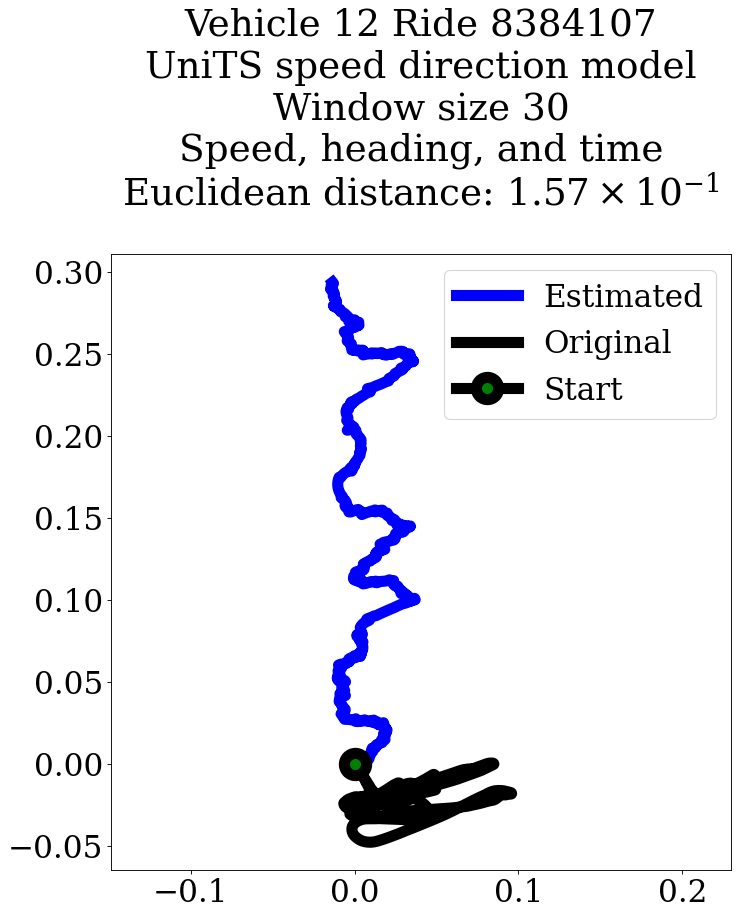 Vehicle 12 Ride 8384107
UniTS speed direction model
Window size 30
Speed, heading, and time
Euclidean distance: 1.57 × 10⁻¹
0.30
0.25
0.20
0.15
0.10
0.05
0.00
−0.05
−0.1
0.0
0.1
0.2
Estimated
Original
Start